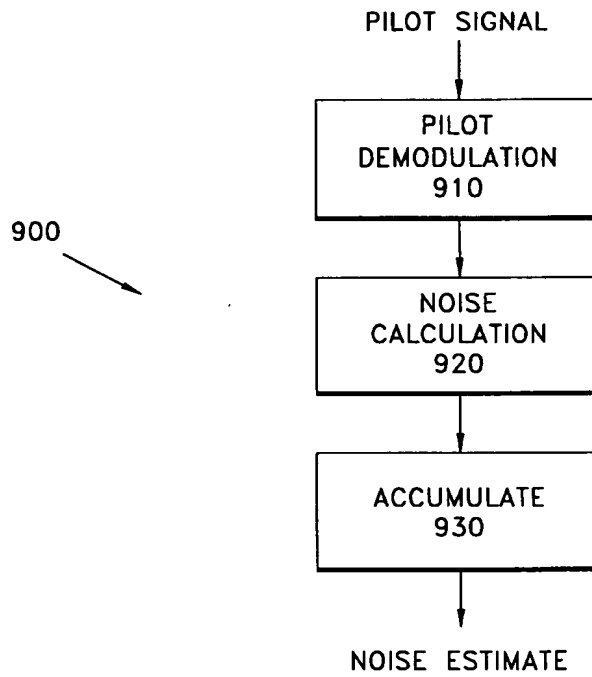 PILOT SIGNAL
PILOT
DEMODULATION
910
900
NOISE
CALCULATION
920
ACCUMULATE
930
NOISE ESTIMATE